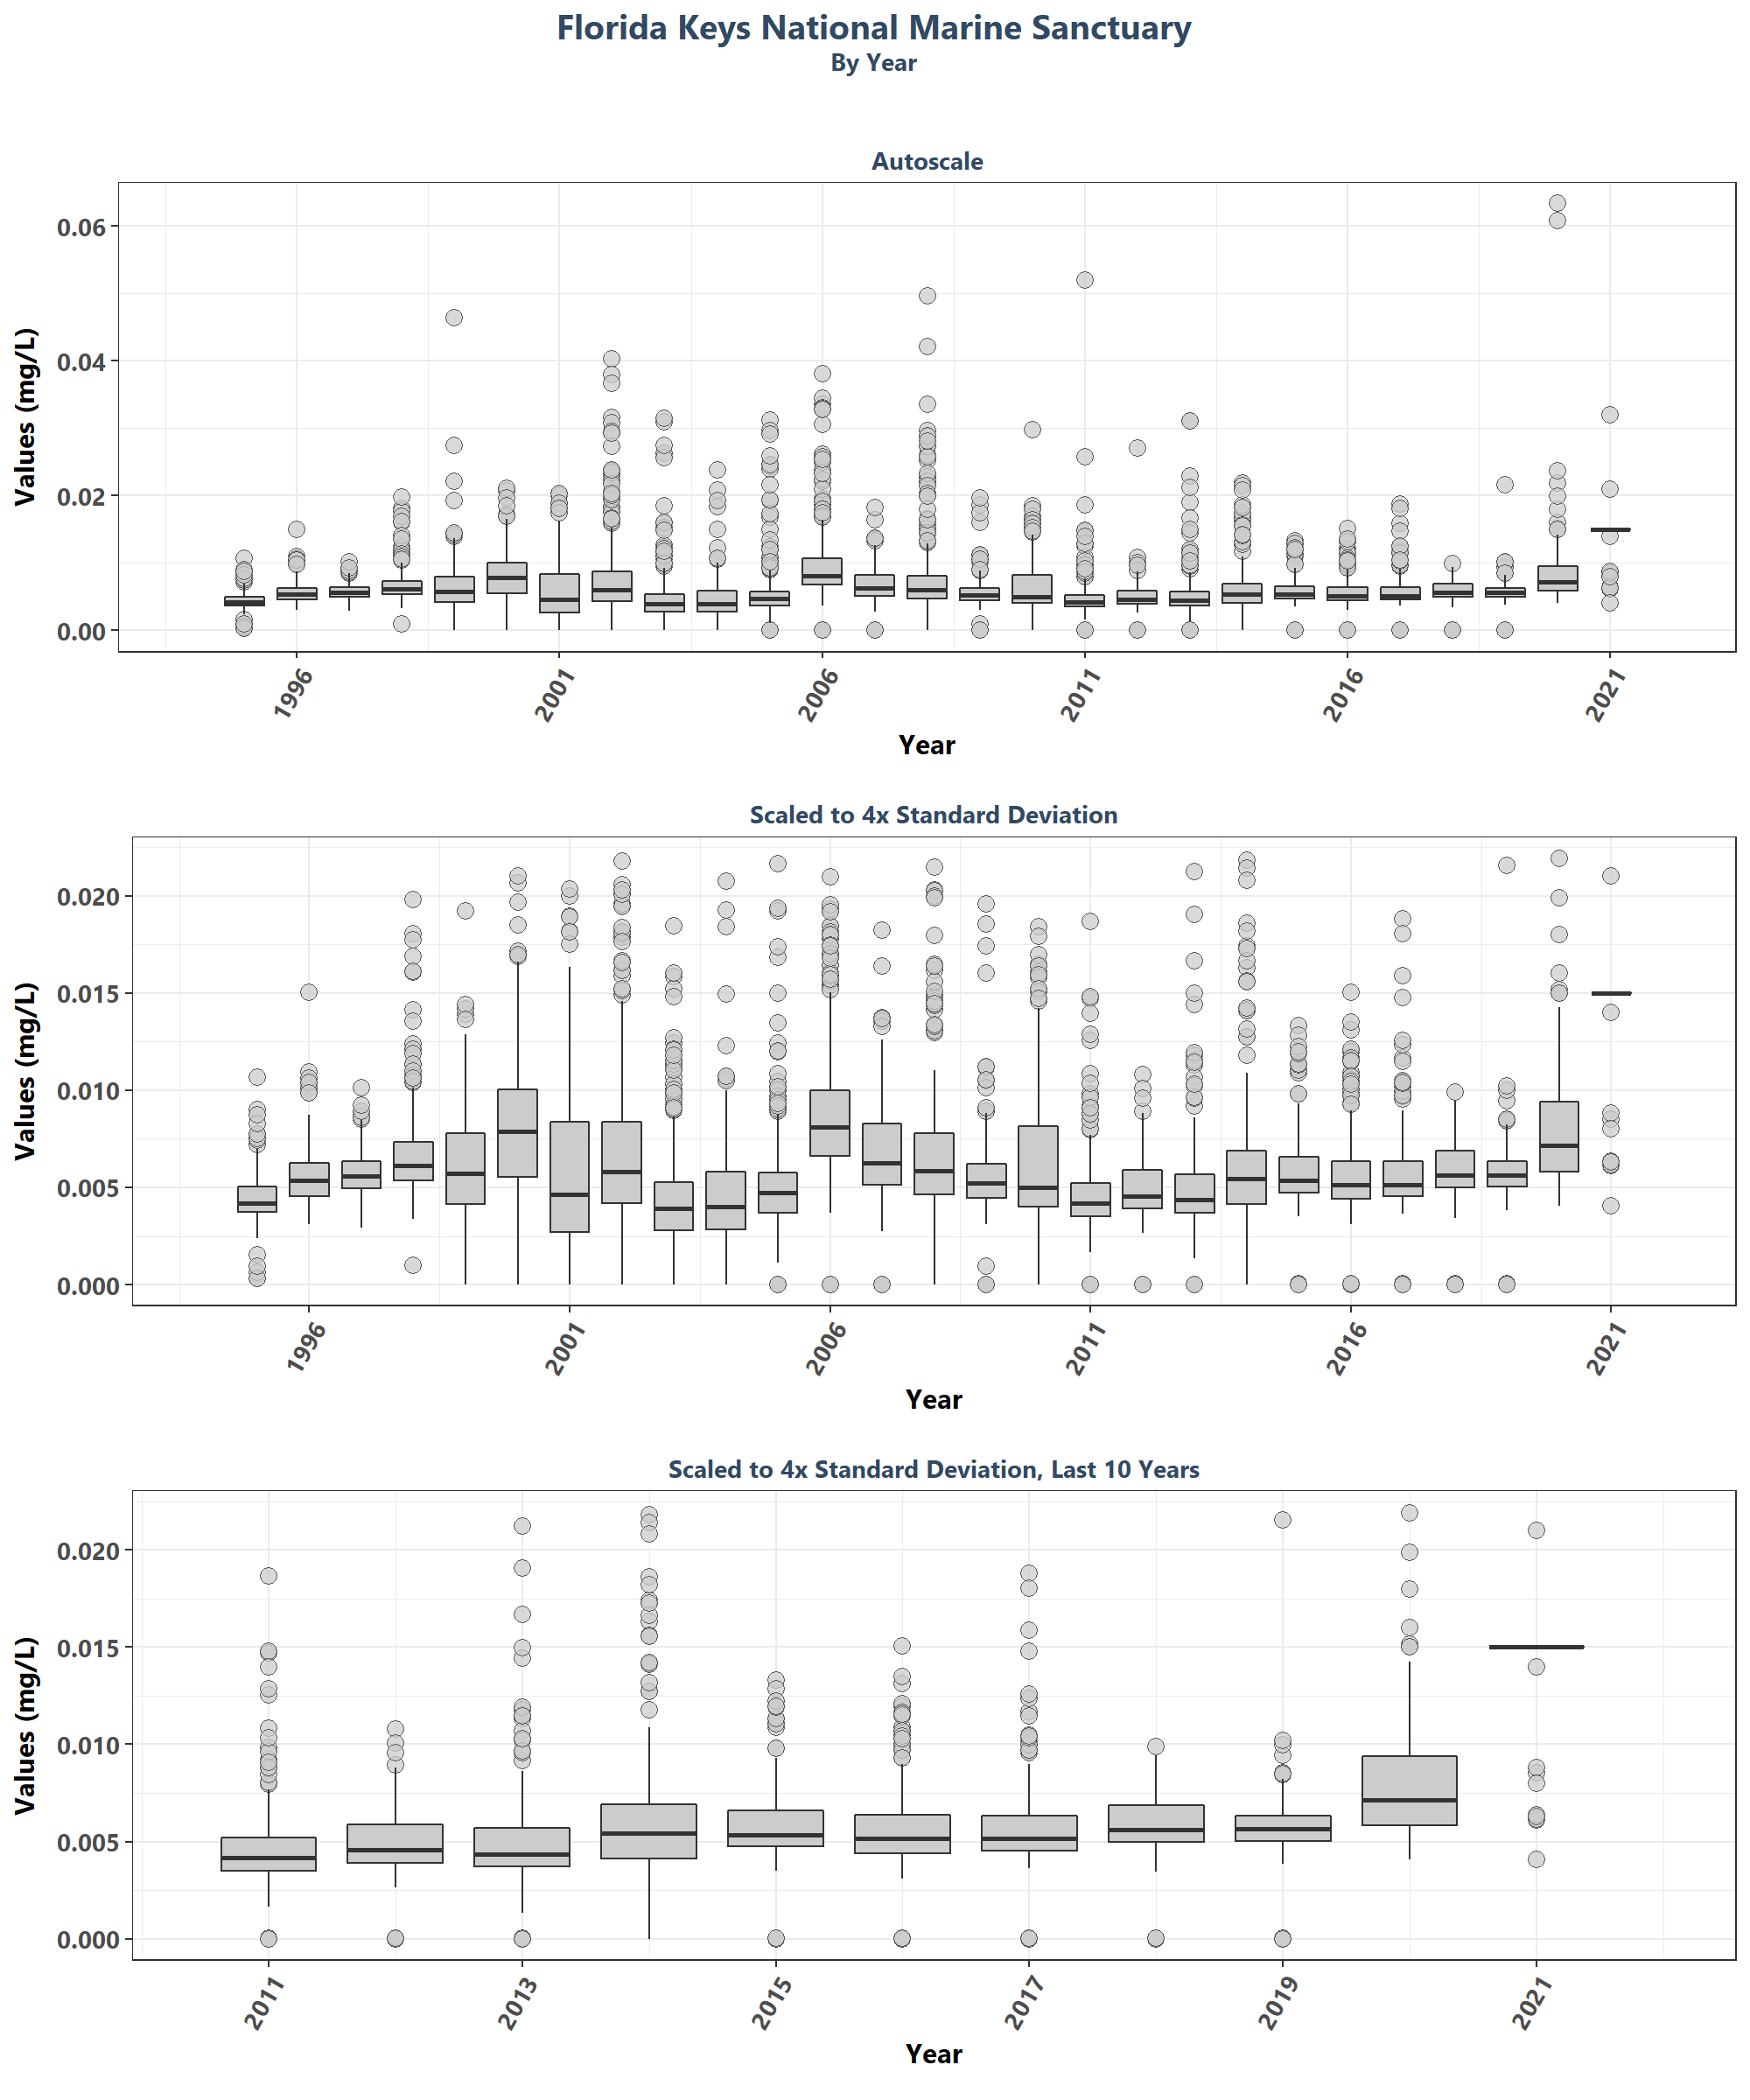 Florida Keys National Marine Sanctuary
By Year
Autoscale
Values (mg/L)
0.06
0.04
0.02
0.00
1996
2001
2006
2011
2016
2021
Year
Scaled to 4x Standard Deviation
Values (mg/L)
0.020
0.015
0.010
0.005
0.000
1996
2001
2006
2011
2016
2021
Year
Scaled to 4x Standard Deviation, Last 10 Years
Values (mg/L)
0.020
0.015
0.010
0.005
0.000
2011
2013
2015
2017
2019
2021
Year